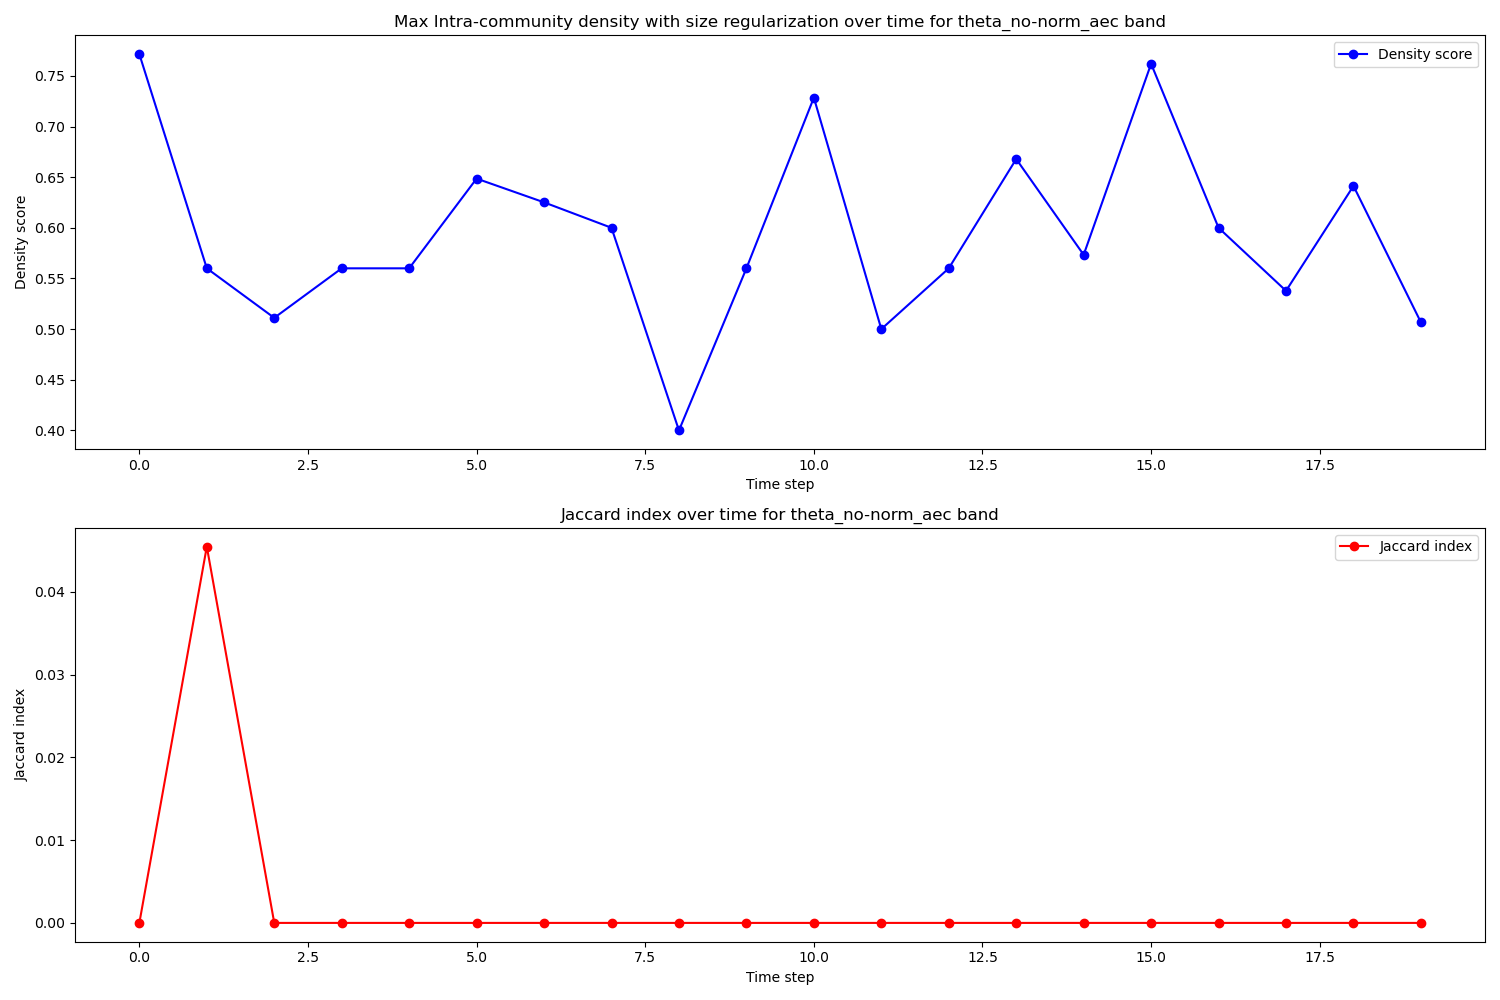 Max Intra-community density with size regularization over time for theta_no-norm_aec band
Density score
0.75
0.70
0.65
0.60
0.55
0.50
0.45
0.40
Density score
0.0 2.5 5.0 7.5 10.0 12.5 15.0 17.5
Time step
Jaccard index over time for theta_no-norm_aec band
Jaccard index
0.04
0.03
0.02
0.01
0.00
Jaccard index
0.0 2.5 5.0 7.5 10.0 12.5 15.0 17.5
Time step